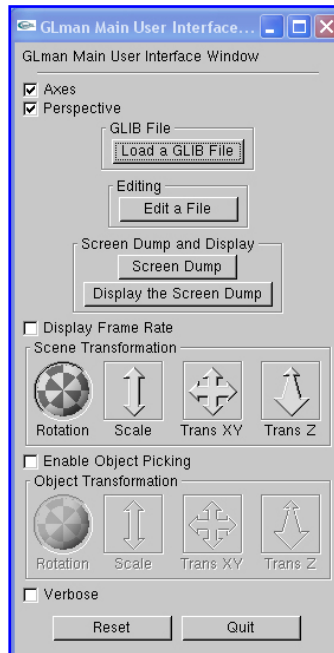 GLman Main User Interface...
GLman Main User Interface Window
Axes
Perspective
GLIB File
Load a GLIB File
Editing
Edit a File
Screen Dump and Display
Screen Dump
Display the Screen Dump
Display Frame Rate
Scene Transformation
Rotation Scale Trans XY Trans Z
Enable Object Picking
Object Transformation
Rotation Scale Trans XY Trans Z
Verbose
Reset Quit